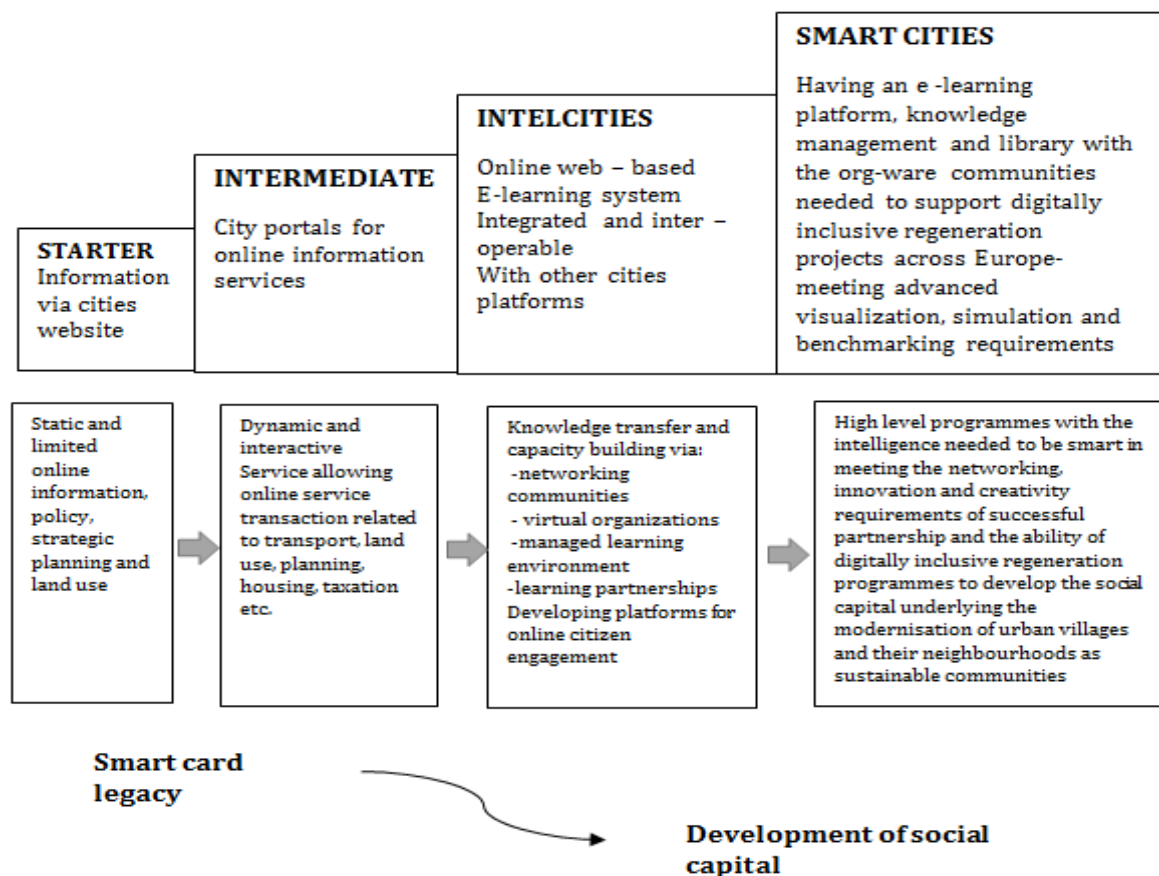 STARTER
Information
via cities
website
INTERMEDIATE
City portals for
online information
services
INTELCITIES
Online web – based
E-learning system
Integrated and inter –
operable
With other cities
platforms
SMART CITIES
Having an e -learning
platform, knowledge
management and library with
the org-ware communities
needed to support digitally
inclusive regeneration
projects across Europe-
meeting advanced
visualization, simulation and
benchmarking requirements
Static and
limited
online
information,
policy,
strategic
planning and
land use
Dynamic and
interactive
Service allowing
online service
transaction related
to transport, land
use, planning,
housing, taxation
etc.
Knowledge transfer and
capacity building via:
-networking
communities
- virtual organizations
-managed learning
environment
-learning partnerships
Developing platforms for
online citizen
engagement
High level programmes with the
intelligence needed to be smart in
meeting the networking,
innovation and creativity
requirements of successful
partnership and the ability of
digitally inclusive regeneration
programmes to develop the social
capital underlying the
modernisation of urban villages
and their neighbourhoods as
sustainable communities
Smart card
legacy
Development of social
capital